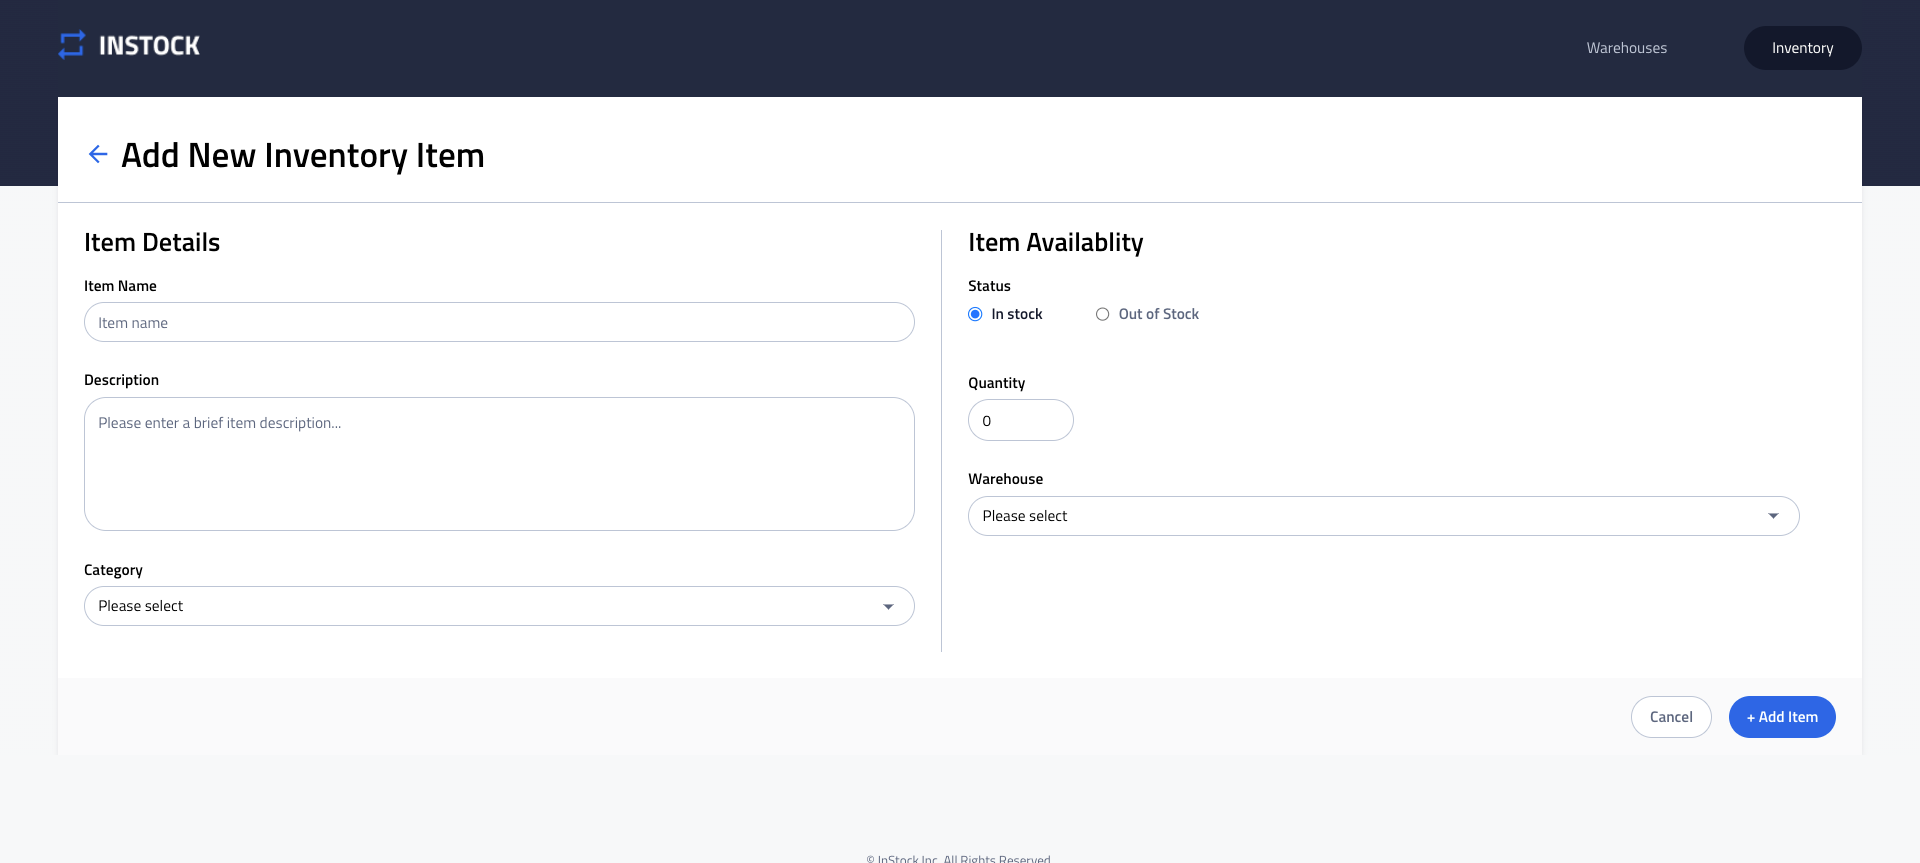 INSTOCK
Warehouses
Inventory
Add New Inventory Item
Item Details
Item Name
Item name
Description
Please enter a brief item description...
Category
Please select
Item Availablity
Status
In stock
Out of Stock
Quantity
0
Warehouse
Please select
Cancel
+ Add Item
© InStock Inc. All Rights Reserved.